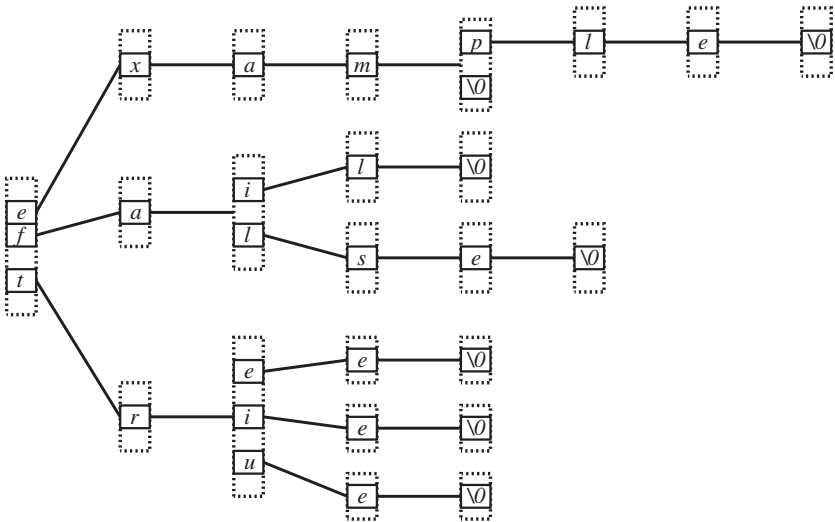 p l e \0
x a m
\0
i l \0
e a
f l s e \0
t
e e \0
r i e \0
u e \0